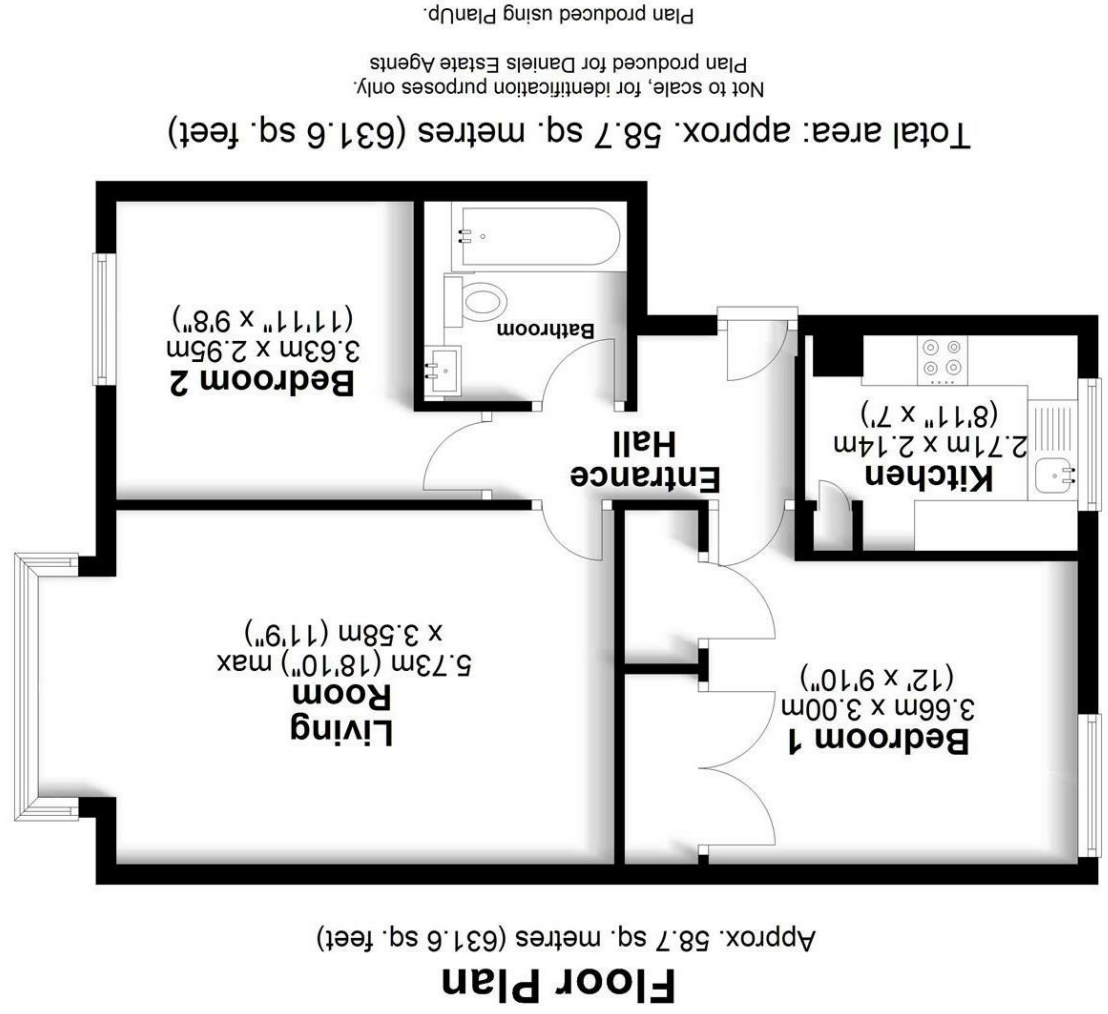 Floor Plan
Approx. 58.7 sq. metres (631.6 sq. feet)
Bedroom 1
3.66m x 3.00m
(12' x 9'10")
Living
Room
5.73m (18'10") max
x 3.58m (11'9")
Kitchen
2.71m x 2.14m
(8'11" x 7')
Entrance
Hall
Bathroom
Bedroom 2
3.63m x 2.95m
(11'11" x 9'8")
Total area: approx. 58.7 sq. metres (631.6 sq. feet)
Not to scale, for identification purposes only.
Plan produced for Daniels Estate Agents
Plan produced using PlanUp.